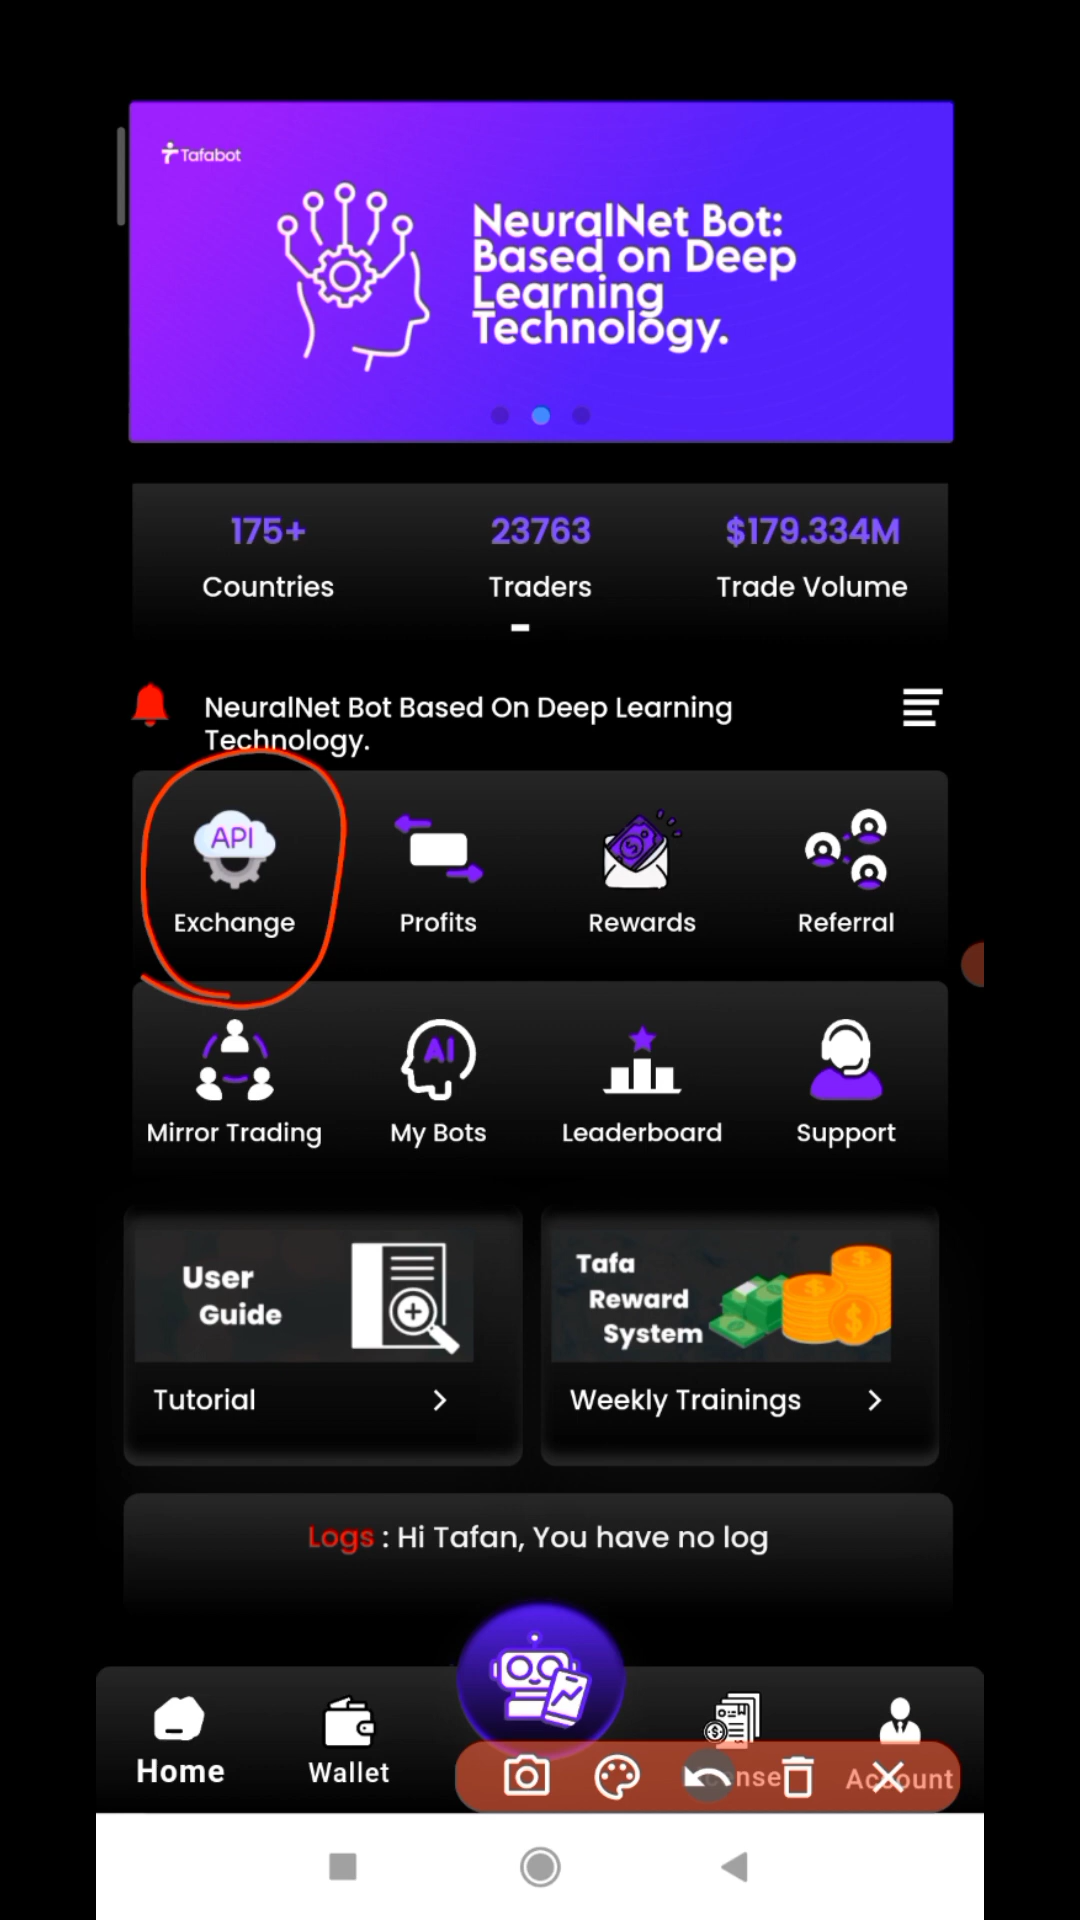 Tafabot
NeuralNet Bot:
Based on Deep
Learning
Technology.
175+ 23763 $179.334M
Countries Traders Trade Volume
NeuralNet Bot Based On Deep Learning
Technology.
API
Exchange Profits Rewards Referral
AI
Mirror Trading My Bots Leaderboard Support
User
Guide
Tafa
Reward
System
Tutorial Weekly Trainings
Logs : Hi Tafan, You have no log
Home Wallet Account